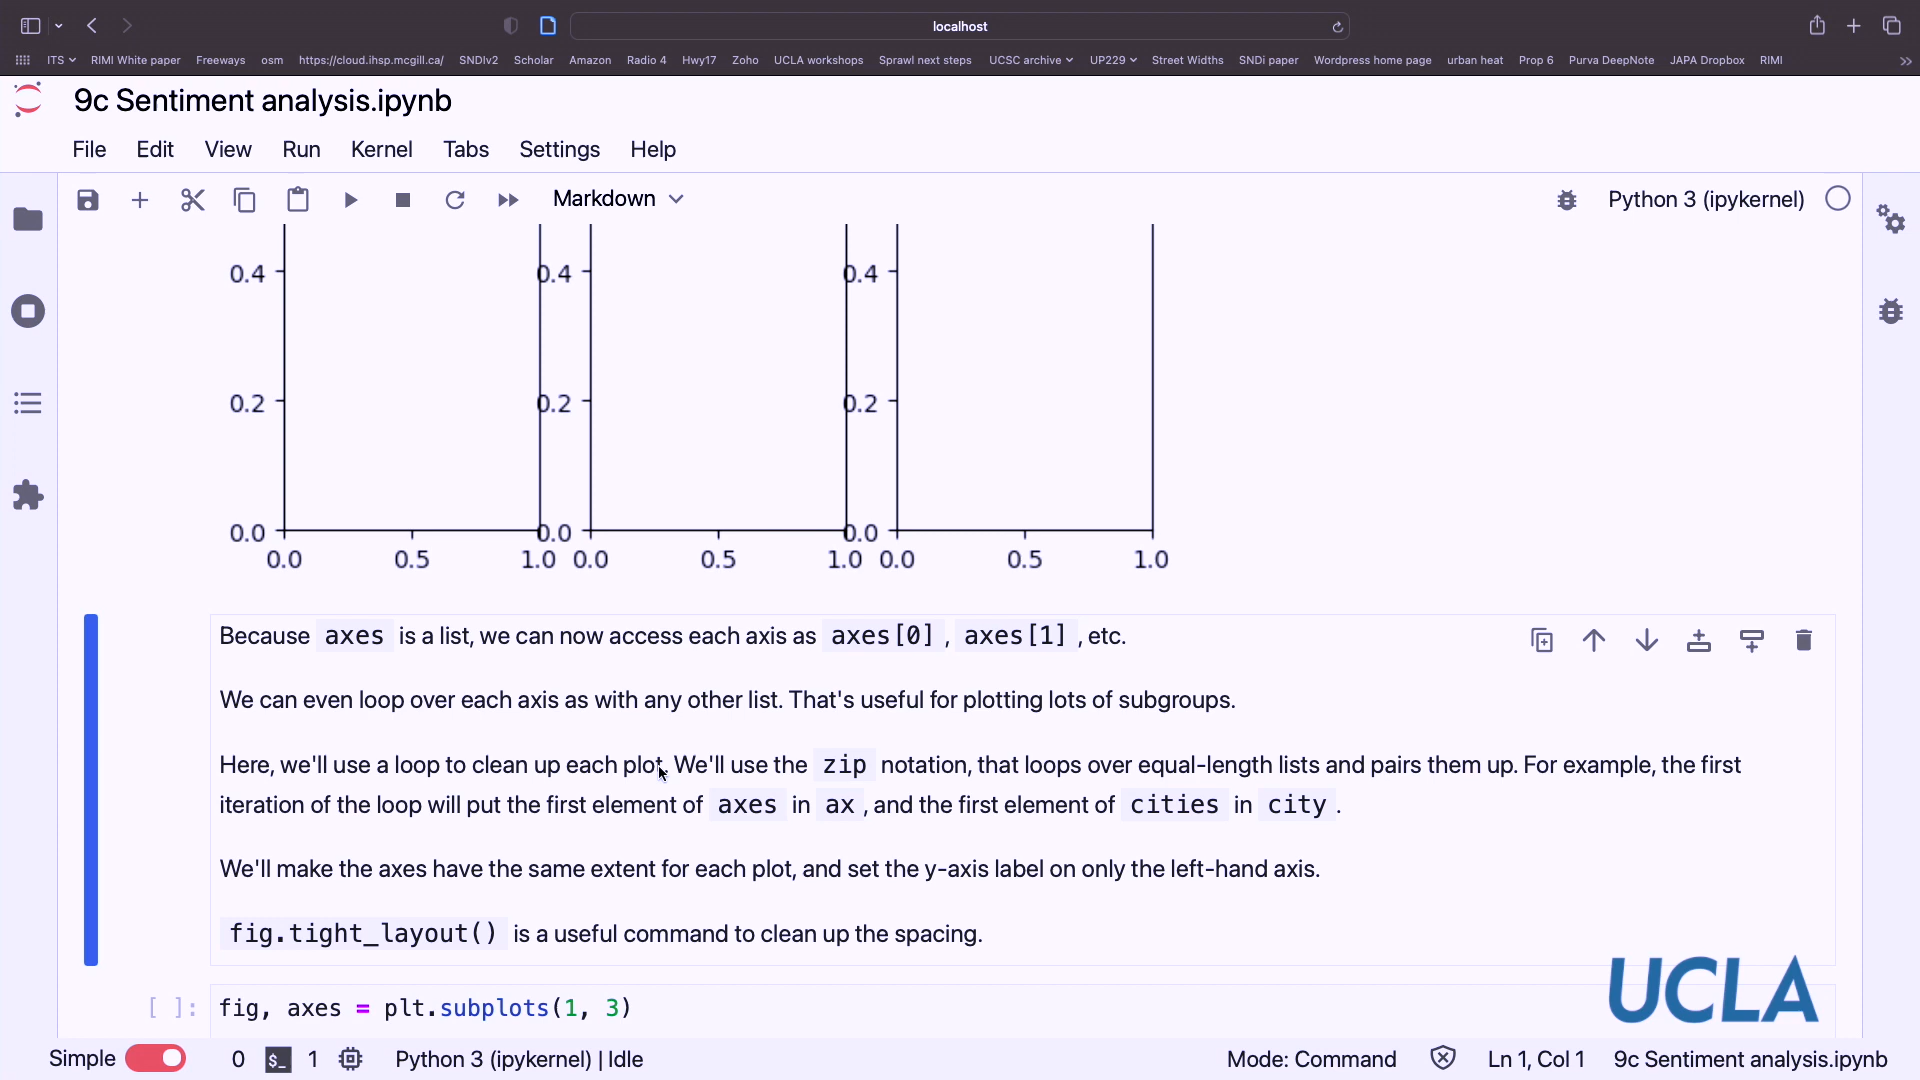 localhost
ITS RIMI White paper Freeways osm https://cloud.ihsp.mcgill.ca/ SNDIv2 Scholar Amazon Radio 4 Hwy17 Zoho UCLA workshops Sprawl next steps UCSC archive UP229 Street Widths SNDi paper Wordpress home page urban heat Prop 6 Purva DeepNote JAPA Dropbox RIMI
9c Sentiment analysis.ipynb
File Edit View Run Kernel Tabs Settings Help
Markdown Python 3 (ipykernel)
0.4 0.4 0.4
0.2 0.2 0.2
0.0 0.0 0.0
0.0 0.5 1.0 0.0 0.5 1.0 0.0 0.5 1.0
Because axes is a list, we can now access each axis as axes[0] , axes[1] , etc.
We can even loop over each axis as with any other list. That's useful for plotting lots of subgroups.
Here, we'll use a loop to clean up each plot. We'll use the zip notation, that loops over equal-length lists and pairs them up. For example, the first
iteration of the loop will put the first element of axes in ax , and the first element of cities in city .
We'll make the axes have the same extent for each plot, and set the y-axis label on only the left-hand axis.
fig.tight_layout() is a useful command to clean up the spacing.
UCLA
[ ]: fig, axes = plt.subplots(1, 3)
Simple 0 $_ 1 Python 3 (ipykernel) | Idle Mode: Command Ln 1, Col 1 9c Sentiment analysis.ipynb